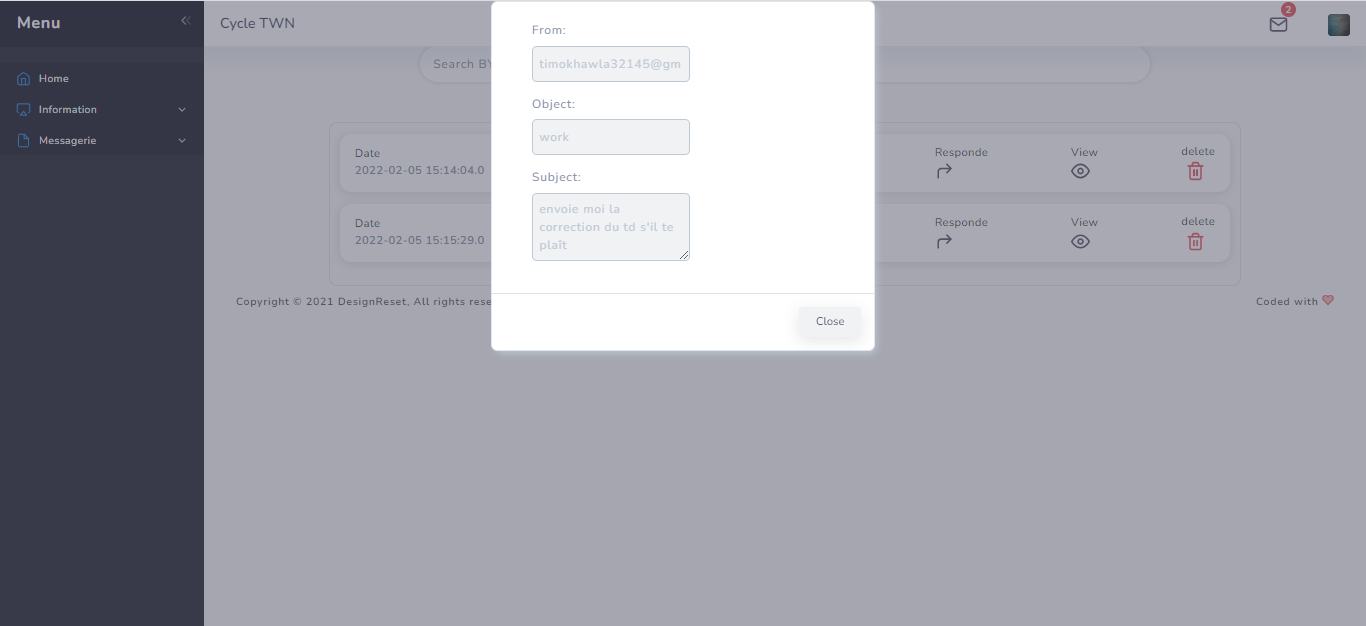 Menu
Home
Information
Messagerie
Cycle TWN
2
Search BY
From:
timokhawla32145@gm
Object:
work
Subject:
envoie moi la
correction du td s'il te
plaît
Close
Date
2022-02-05 15:14:04.0
Responde
View
delete
Date
2022-02-05 15:15:29.0
Responde
View
delete
Copyright © 2021 DesignReset, All rights rese
Coded with